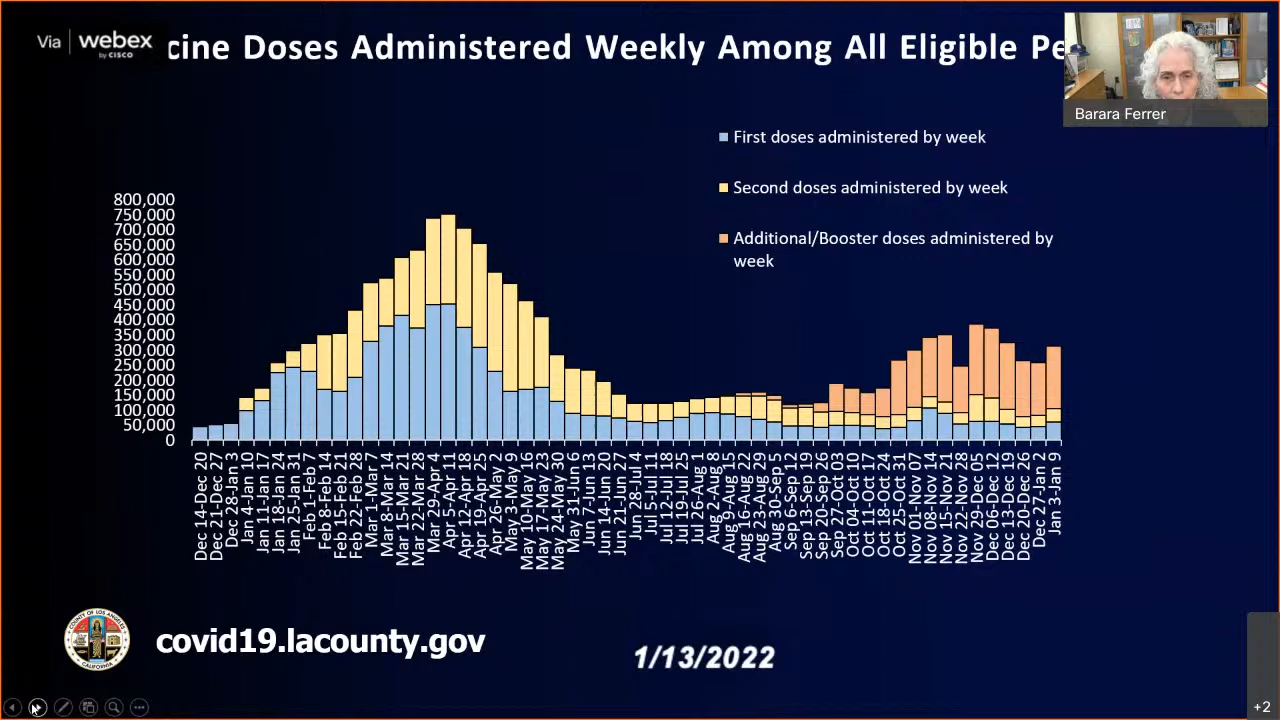 Via webex
by CISCO
cine Doses Administered Weekly Among All Eligible Pe
Barara Ferrer
First doses administered by week
Second doses administered by week
Additional/Booster doses administered by
week
800,000
750,000
700,000
650,000
600,000
550,000
500,000
450,000
400,000
350,000
300,000
250,000
200,000
150,000
100,000
50,000
0
Dec 14-Dec 20
Dec 21-Dec 27
Dec 28-Jan 3
Jan 4-Jan 10
Jan 11-Jan 17
Jan 18-Jan 24
Jan 25-Jan 31
Feb 1-Feb 7
Feb 8-Feb 14
Feb 15-Feb 21
Feb 22-Feb 28
Mar 1-Mar 7
Mar 8-Mar 14
Mar 15-Mar 21
Mar 22-Mar 28
Mar 29-Apr 4
Apr 5-Apr 11
Apr 12-Apr 18
Apr 19-Apr 25
Apr 26-May 2
May 3-May 9
May 10-May 16
May 17-May 23
May 24-May 30
May 31-Jun 6
Jun 7-Jun 13
Jun 14-Jun 20
Jun 21-Jun 27
Jun 28-Jul 4
Jul 5-Jul 11
Jul 12-Jul 18
Jul 19-Jul 25
Jul 26-Aug 1
Aug 2-Aug 8
Aug 9-Aug 15
Aug 16-Aug 22
Aug 23-Aug 29
Aug 30-Sep 5
Sep 6-Sep 12
Sep 13-Sep 19
Sep 20-Sep 26
Sep 27-Oct 03
Oct 04-Oct 10
Oct 11-Oct 17
Oct 18-Oct 24
Oct 25-Oct 31
Nov 01-Nov 07
Nov 08-Nov 14
Nov 15-Nov 21
Nov 22-Nov 28
Nov 29-Dec 05
Dec 06-Dec 12
Dec 13-Dec 19
Dec 20-Dec 26
Dec 27-Jan 2
Jan 3-Jan 9
COUNTY OF LOS ANGELES
CALIFORNIA
covid19.lacounty.gov
1/13/2022
+2